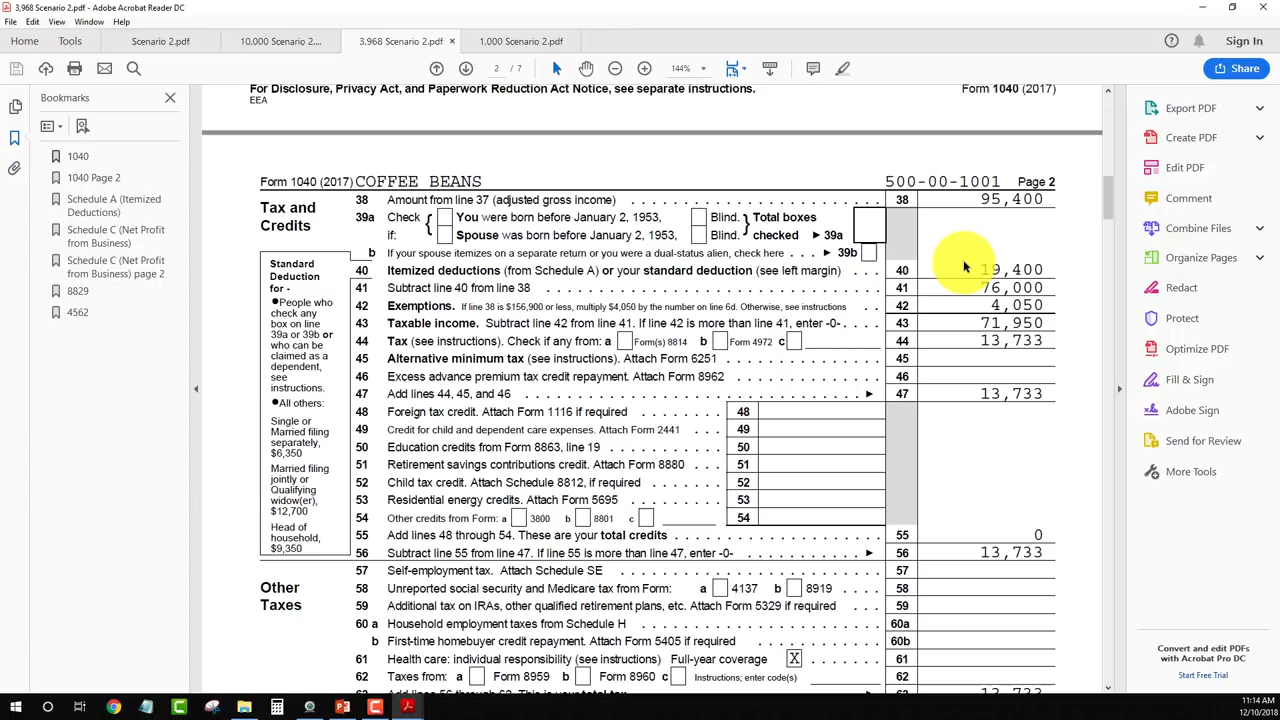 3,968 Scenario 2.pdf - Adobe Acrobat Reader DC
File Edit View Window Help
Home Tools Scenario 2.pdf 10,000 Scenario 2.... 3,968 Scenario 2.pdf × 1,000 Scenario 2.pdf Sign In
2 / 7 144% Share
Bookmarks
1040
1040 Page 2
Schedule A (Itemized
Deductions)
Schedule C (Net Profit
from Business)
Schedule C (Net Profit
from Business) page 2
8829
4562
For Disclosure, Privacy Act, and Paperwork Reduction Act Notice, see separate instructions. Form 1040 (2017)
EEA
Form 1040 (2017) COFFEE BEANS 500-00-1001 Page 2
Tax and
Credits
38 Amount from line 37 (adjusted gross income) 38 95,400
39a Check { You were born before January 2, 1953, Blind. } Total boxes
if: Spouse was born before January 2, 1953, Blind. checked ► 39a
b If your spouse itemizes on a separate return or you were a dual-status alien, check here ► 39b
40 Itemized deductions (from Schedule A) or your standard deduction (see left margin) 40 19,400
41 Subtract line 40 from line 38 41 76,000
42 Exemptions. If line 38 is $156,900 or less, multiply $4,050 by the number on line 6d. Otherwise, see instructions 42 4,050
43 Taxable income. Subtract line 42 from line 41. If line 42 is more than line 41, enter -0- 43 71,950
44 Tax (see instructions). Check if any from: a Form(s) 8814 b Form 4972 c 44 13,733
45 Alternative minimum tax (see instructions). Attach Form 6251 45
46 Excess advance premium tax credit repayment. Attach Form 8962 46
47 Add lines 44, 45, and 46 ► 47 13,733
48 Foreign tax credit. Attach Form 1116 if required 48
49 Credit for child and dependent care expenses. Attach Form 2441 49
50 Education credits from Form 8863, line 19 50
51 Retirement savings contributions credit. Attach Form 8880 51
52 Child tax credit. Attach Schedule 8812, if required 52
53 Residential energy credits. Attach Form 5695 53
54 Other credits from Form: a 3800 b 8801 c 54
55 Add lines 48 through 54. These are your total credits 55 0
56 Subtract line 55 from line 47. If line 55 is more than line 47, enter -0- ► 56 13,733
Standard
Deduction
for -
●People who
check any
box on line
39a or 39b or
who can be
claimed as a
dependent,
see
instructions.
●All others:
Single or
Married filing
separately,
$6,350
Married filing
jointly or
Qualifying
widow(er),
$12,700
Head of
household,
$9,350
Other
Taxes
57 Self-employment tax. Attach Schedule SE 57
58 Unreported social security and Medicare tax from Form: a 4137 b 8919 58
59 Additional tax on IRAs, other qualified retirement plans, etc. Attach Form 5329 if required 59
60 a Household employment taxes from Schedule H 60a
b First-time homebuyer credit repayment. Attach Form 5405 if required 60b
61 Health care: individual responsibility (see instructions) Full-year coverage X 61
62 Taxes from: a Form 8959 b Form 8960 c Instructions; enter code(s) 62
63 Add lines 56 through 62. This is your total tax 63 13,733
Export PDF
Create PDF
Edit PDF
Comment
Combine Files
Organize Pages
Redact
Protect
Optimize PDF
Fill & Sign
Adobe Sign
Send for Review
More Tools
Convert and edit PDFs
with Acrobat Pro DC
Start Free Trial
11:14 AM
12/10/2018